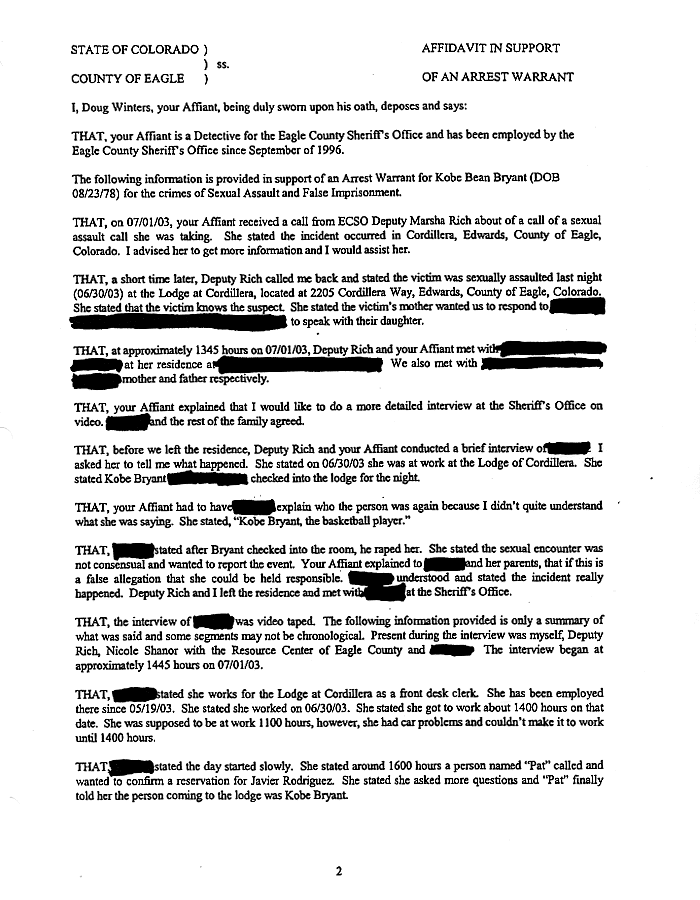 STATE OF COLORADO ) AFFIDAVIT IN SUPPORT
) ss.
COUNTY OF EAGLE ) OF AN ARREST WARRANT
I, Doug Winters, your Affiant, being duly sworn upon his oath, deposes and says:
THAT, your Affiant is a Detective for the Eagle County Sheriff's Office and has been employed by the
Eagle County Sheriff's Office since September of 1996.
The following information is provided in support of an Arrest Warrant for Kobe Bean Bryant (DOB
08/23/78) for the crimes of Sexual Assault and False Imprisonment.
THAT, on 07/01/03, your Affiant received a call from ECSO Deputy Marsha Rich about of a call of a sexual
assault call she was taking. She stated the incident occurred in Cordillera, Edwards, County of Eagle,
Colorado. I advised her to get more information and I would assist her.
THAT, a short time later, Deputy Rich called me back and stated the victim was sexually assaulted last night
(06/30/03) at the Lodge at Cordillera, located at 2205 Cordillera Way, Edwards, County of Eagle, Colorado.
She stated that the victim knows the suspect. She stated the victim's mother wanted us to respond to
to speak with their daughter.
THAT, at approximately 1345 hours on 07/01/03, Deputy Rich and your Affiant met with
at her residence at We also met with
mother and father respectively.
THAT, your Affiant explained that I would like to do a more detailed interview at the Sheriff's Office on
video. and the rest of the family agreed.
THAT, before we left the residence, Deputy Rich and your Affiant conducted a brief interview of I
asked her to tell me what happened. She stated on 06/30/03 she was at work at the Lodge of Cordillera. She
stated Kobe Bryant checked into the lodge for the night.
THAT, your Affiant had to have explain who the person was again because I didn't quite understand
what she was saying. She stated, "Kobe Bryant, the basketball player."
THAT, stated after Bryant checked into the room, he raped her. She stated the sexual encounter was
not consensual and wanted to report the event. Your Affiant explained to and her parents, that if this is
a false allegation that she could be held responsible. understood and stated the incident really
happened. Deputy Rich and I left the residence and met with at the Sheriff's Office.
THAT, the interview of was video taped. The following information provided is only a summary of
what was said and some segments may not be chronological. Present during the interview was myself, Deputy
Rich, Nicole Shanor with the Resource Center of Eagle County and The interview began at
approximately 1445 hours on 07/01/03.
THAT, stated she works for the Lodge at Cordillera as a front desk clerk. She has been employed
there since 05/19/03. She stated she worked on 06/30/03. She stated she got to work about 1400 hours on that
date. She was supposed to be at work 1100 hours, however, she had car problems and couldn't make it to work
until 1400 hours.
THAT, stated the day started slowly. She stated around 1600 hours a person named "Pat" called and
wanted to confirm a reservation for Javier Rodriguez. She stated she asked more questions and "Pat" finally
told her the person coming to the lodge was Kobe Bryant.
2